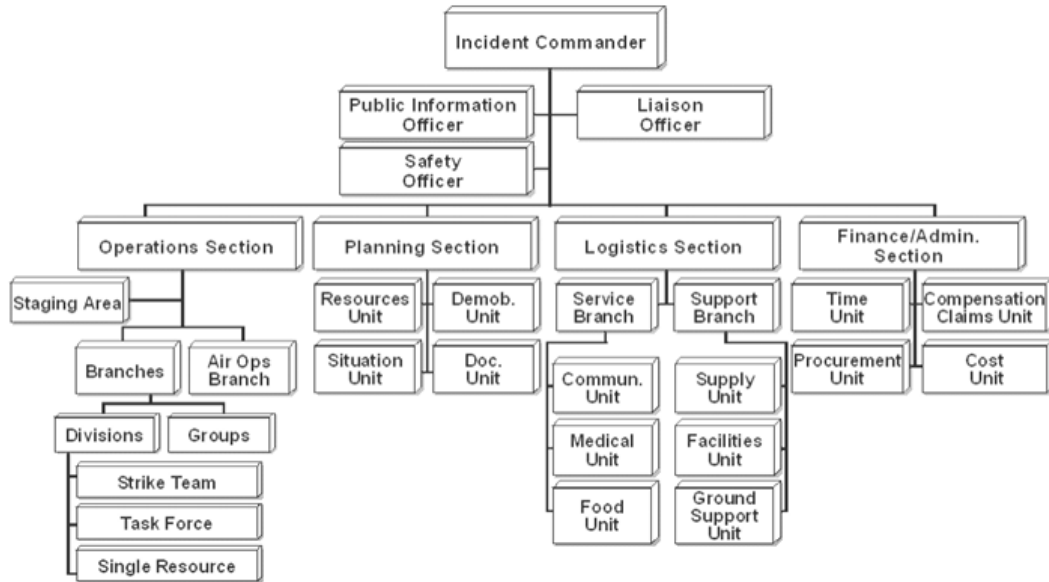 Incident Commander
Public Information
Officer
Liaison
Officer
Safety
Officer
Operations Section
Planning Section
Logistics Section
Finance/Admin.
Section
Staging Area
Branches
Air Ops
Branch
Divisions
Groups
Strike Team
Task Force
Single Resource
Resources
Unit
Demob.
Unit
Situation
Unit
Doc.
Unit
Service
Branch
Support
Branch
Commun.
Unit
Supply
Unit
Medical
Unit
Facilities
Unit
Food
Unit
Ground
Support
Unit
Time
Unit
Compensation
Claims Unit
Procurement
Unit
Cost
Unit